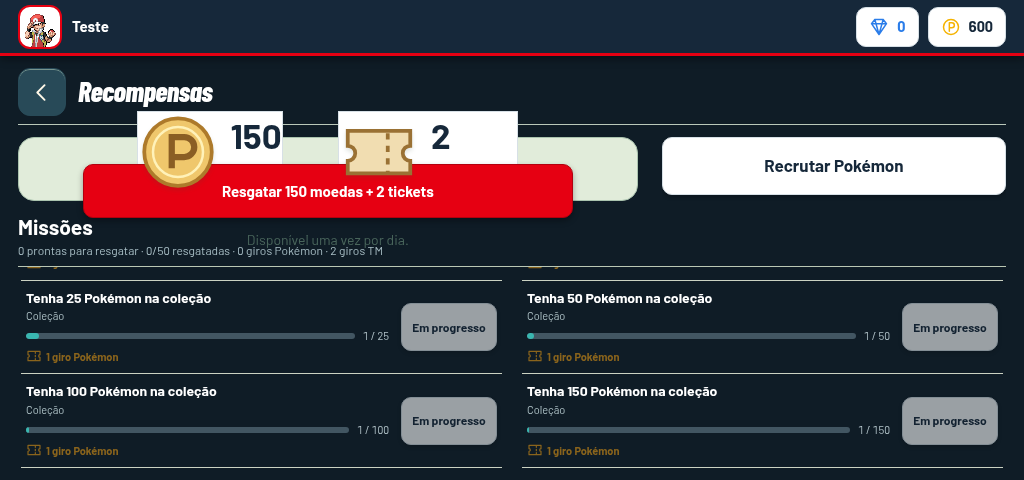 Teste
0
600
Recompensas
150
2
Resgatar 150 moedas + 2 tickets
Recrutar Pokémon
Missões
Disponível uma vez por dia.
0 prontas para resgatar · 0/50 resgatadas · 0 giros Pokémon · 2 giros TM
Tenha 25 Pokémon na coleção
Coleção
1 / 25
Em progresso
1 giro Pokémon
Tenha 50 Pokémon na coleção
Coleção
1 / 50
Em progresso
1 giro Pokémon
Tenha 100 Pokémon na coleção
Coleção
1 / 100
Em progresso
1 giro Pokémon
Tenha 150 Pokémon na coleção
Coleção
1 / 150
Em progresso
1 giro Pokémon